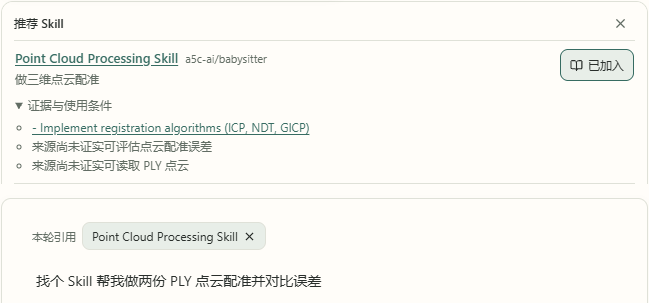 推荐 Skill
Point Cloud Processing Skill a5c-ai/babysitter
已加入
做三维点云配准
▼ 证据与使用条件
- Implement registration algorithms (ICP, NDT, GICP)
来源尚未证实可评估点云配准误差
来源尚未证实可读取 PLY 点云
本轮引用 Point Cloud Processing Skill ×
找个 Skill 帮我做两份 PLY 点云配准并对比误差